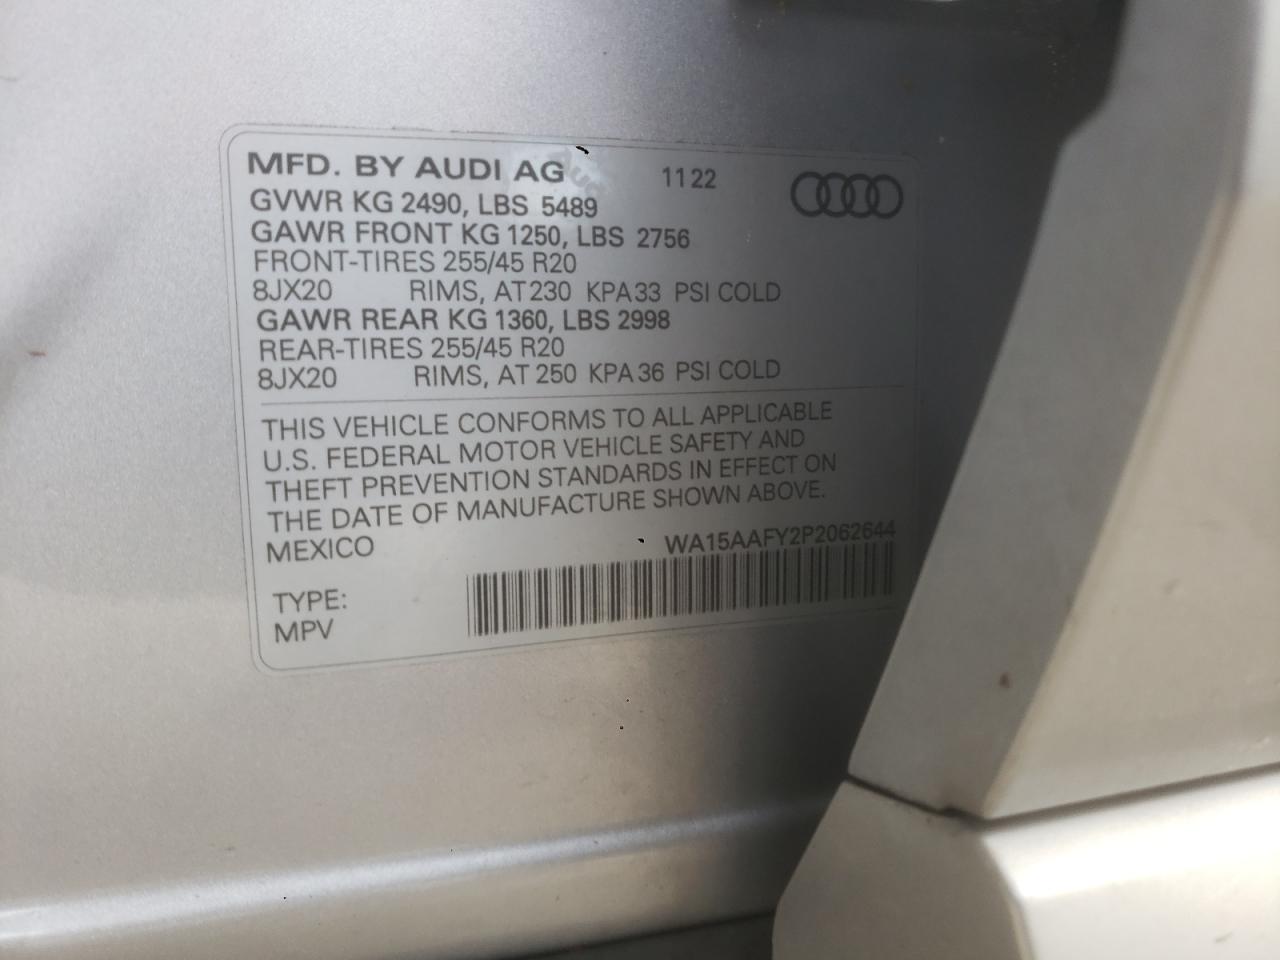 MFD. BY AUDI AG 11 22
GVWR KG 2490, LBS 5489
GAWR FRONT KG 1250, LBS 2756
FRONT-TIRES 255/45 R20
8JX20 RIMS, AT 230 KPA 33 PSI COLD
GAWR REAR KG 1360, LBS 2998
REAR-TIRES 255/45 R20
8JX20 RIMS, AT 250 KPA 36 PSI COLD
THIS VEHICLE CONFORMS TO ALL APPLICABLE
U.S. FEDERAL MOTOR VEHICLE SAFETY AND
THEFT PREVENTION STANDARDS IN EFFECT ON
THE DATE OF MANUFACTURE SHOWN ABOVE.
MEXICO WA15AAFY2P2062644
TYPE:
MPV